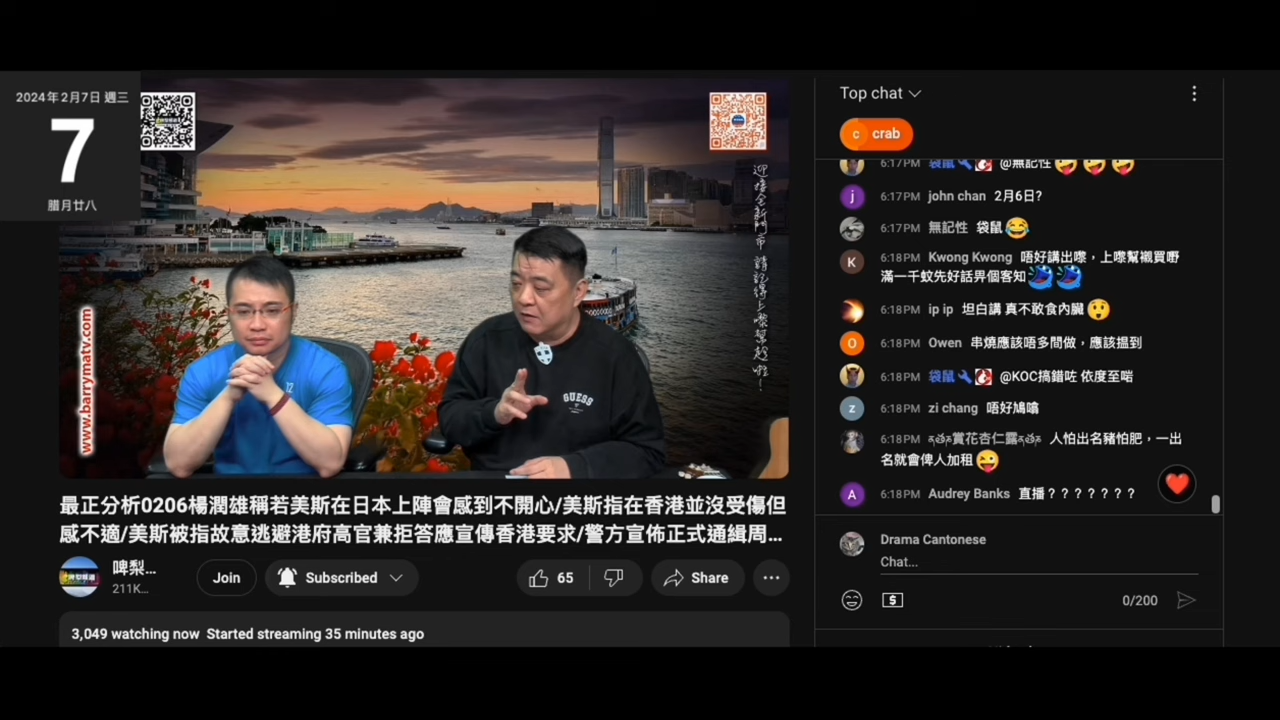 2024年2月7日 週三
7
腊月廿八
www.barrymatv.com
迎接全新門市 請記得上嚟幫趁啦！
GUESS
最正分析0206楊潤雄稱若美斯在日本上陣會感到不開心/美斯指在香港並沒受傷但
感不適/美斯被指故意逃避港府高官兼拒答應宣傳香港要求/警方宣佈正式通緝周...
啤梨...
211K...
Join
Subscribed
65
Share
3,049 watching now Started streaming 35 minutes ago
Top chat
c crab
6:17PM 袋鼠 @無記性
j 6:17PM john chan 2月6日?
6:17PM 無記性 袋鼠😂
K 6:18PM Kwong Kwong 唔好講出嚟，上嚟幫襯買嘢
滿一千蚊先好話畀個客知
6:18PM ip ip 坦白講 真不敢食內臟😲
O 6:18PM Owen 串燒應該唔多間做，應該搵到
6:18PM 袋鼠 @KOC搞錯咗 依度至啱
z 6:18PM zi chang 唔好鳩噏
6:18PM 賞花杏仁露 人怕出名豬怕肥，一出
名就會俾人加租😜
A 6:18PM Audrey Banks 直播？？？？？？？
Drama Cantonese
Chat...
0/200